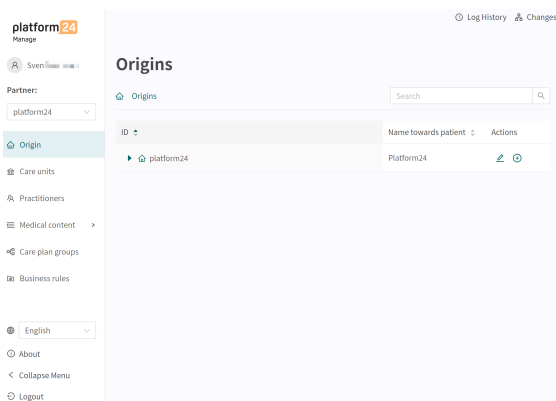 Log History
Changes
platform24
Manage
Sven
Partner:
platform24
Origin
Care units
Practitioners
Medical content
Care plan groups
Business rules
English
About
Collapse Menu
Logout
Origins
Origins
Search
ID Name towards patient Actions
platform24 Platform24